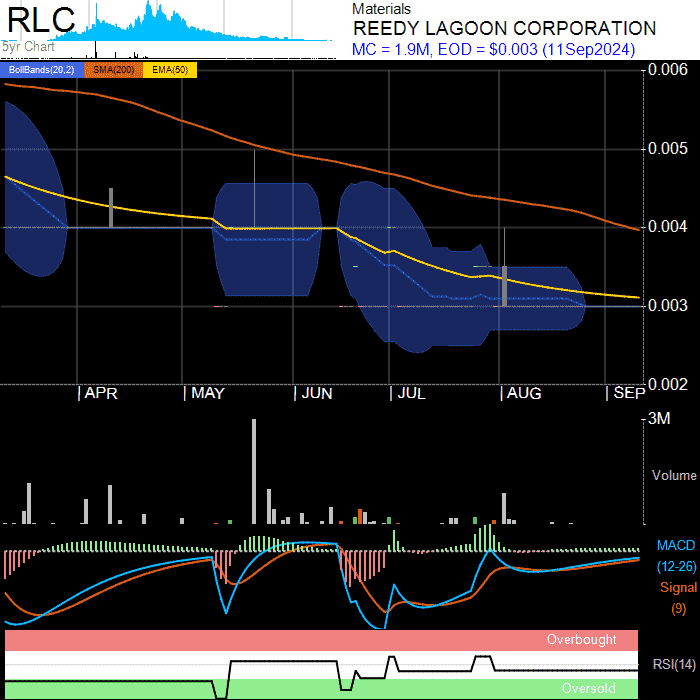 RLC
5yr Chart
Materials
REEDY LAGOON CORPORATION
MC = 1.9M, EOD = $0.003 (11Sep2024)
BollBands(20,2) SMA(200) EMA(50)
0.006
0.005
0.004
0.003
0.002
APR MAY JUN JUL AUG SEP
3M
Volume
MACD
(12-26)
Signal
(9)
Overbought
RSI(14)
Oversold